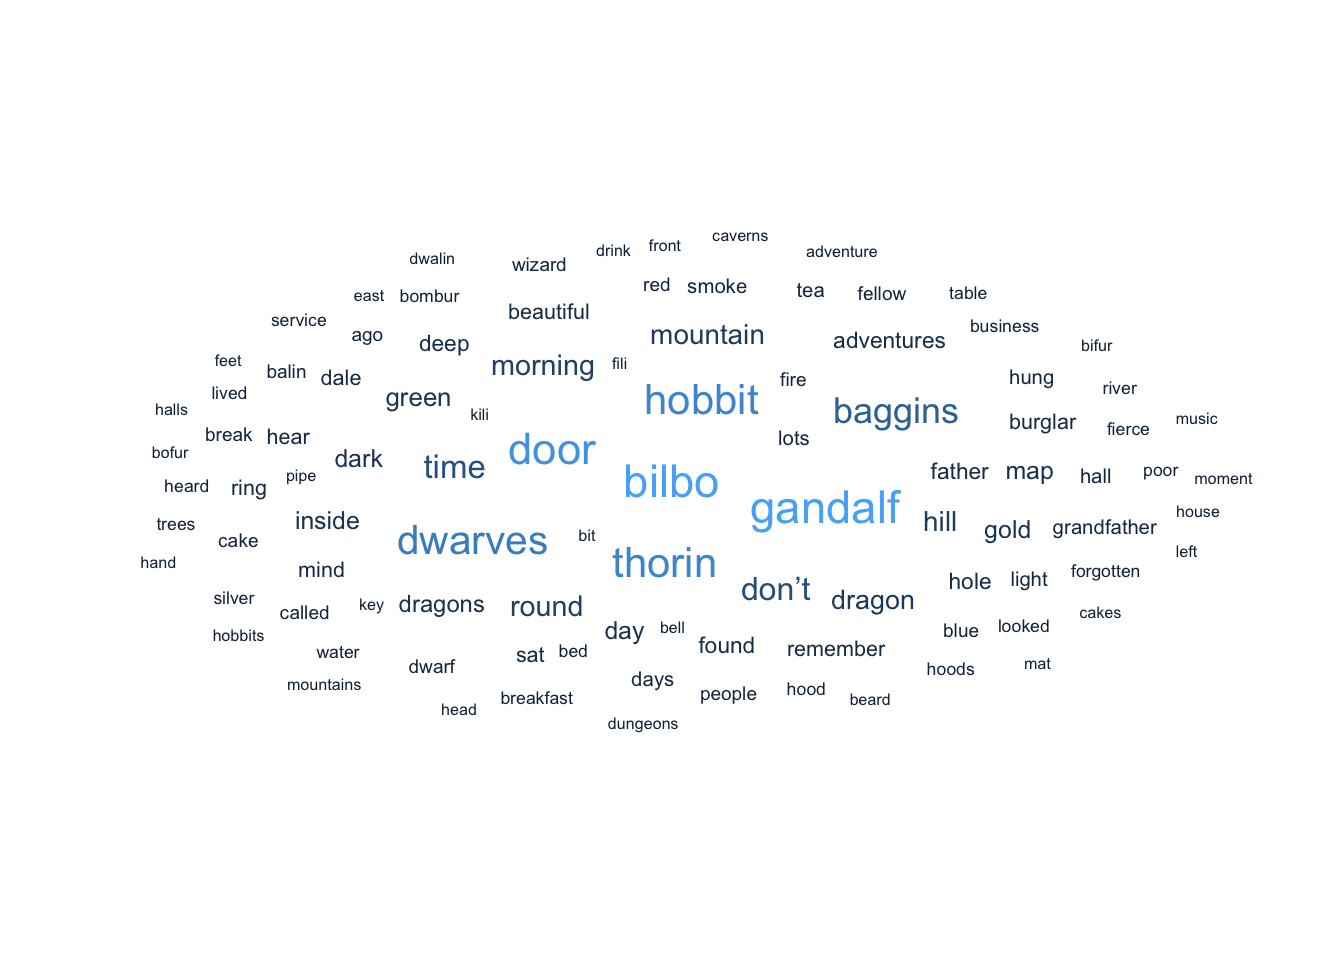 caverns
dwalin wizard drink front adventure
east bombur red smoke tea fellow table
service ago beautiful business
deep mountain adventures bifur
feet balin dale morning fili fire hung river
halls lived green kili hobbit baggins burglar fierce music
bofur break hear door lots
heard ring pipe dark time bilbo father map hall poor moment
trees inside gandalf hill gold grandfather house
hand cake dwarves bit left
mind thorin don’t hole light forgotten
silver called key dragons round dragon cakes
hobbits day bell blue looked
water dwarf sat bed found remember hoods mat
mountains breakfast days people hood beard
head dungeons